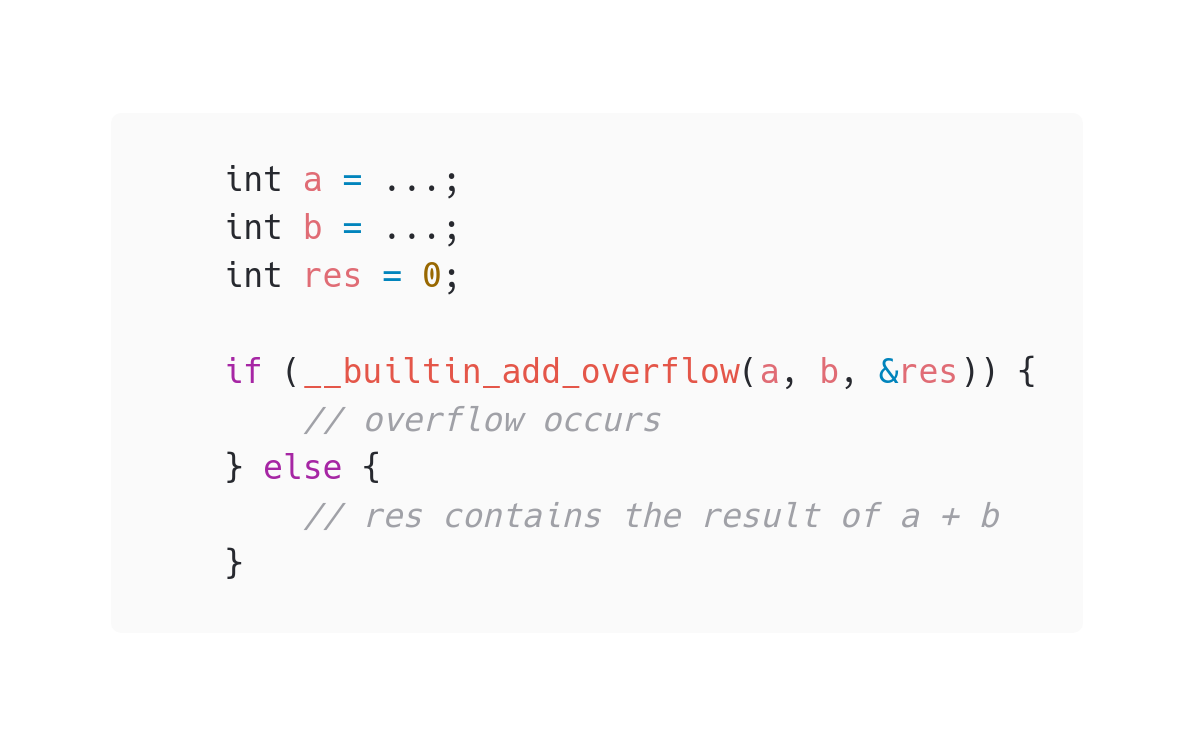 int a = ...;
int b = ...;
int res = 0;

if (__builtin_add_overflow(a, b, &res)) {
    // overflow occurs
} else {
    // res contains the result of a + b
}